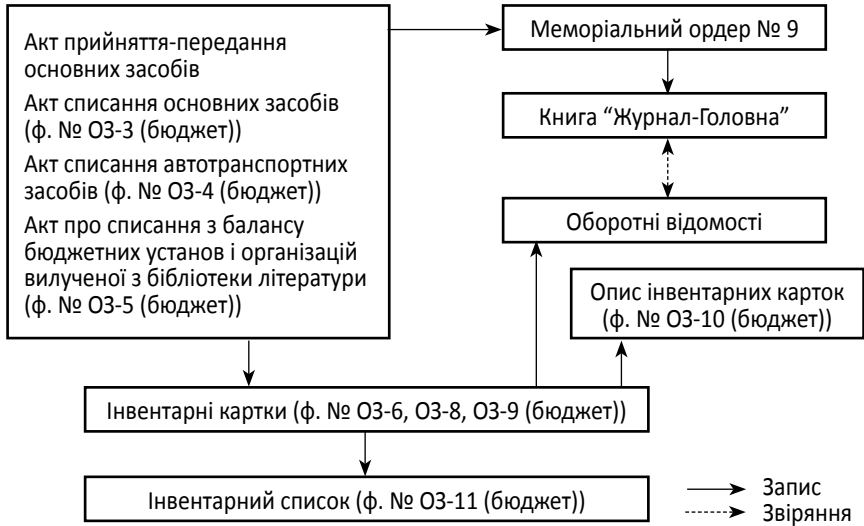 Акт прийняття-передання
основних засобів
Акт списання основних засобів
(ф. № ОЗ-3 (бюджет))
Акт списання автотранспортних
засобів (ф. № ОЗ-4 (бюджет))
Акт про списання з балансу
бюджетних установ і організацій
вилученої з бібліотеки літератури
(ф. № ОЗ-5 (бюджет))
Меморіальний ордер № 9
Книга “Журнал-Головна”
Оборотні відомості
Опис інвентарних карток
(ф. № ОЗ-10 (бюджет))
Інвентарні картки (ф. № ОЗ-6, ОЗ-8, ОЗ-9 (бюджет))
Інвентарний список (ф. № ОЗ-11 (бюджет))
Запис
Звіряння